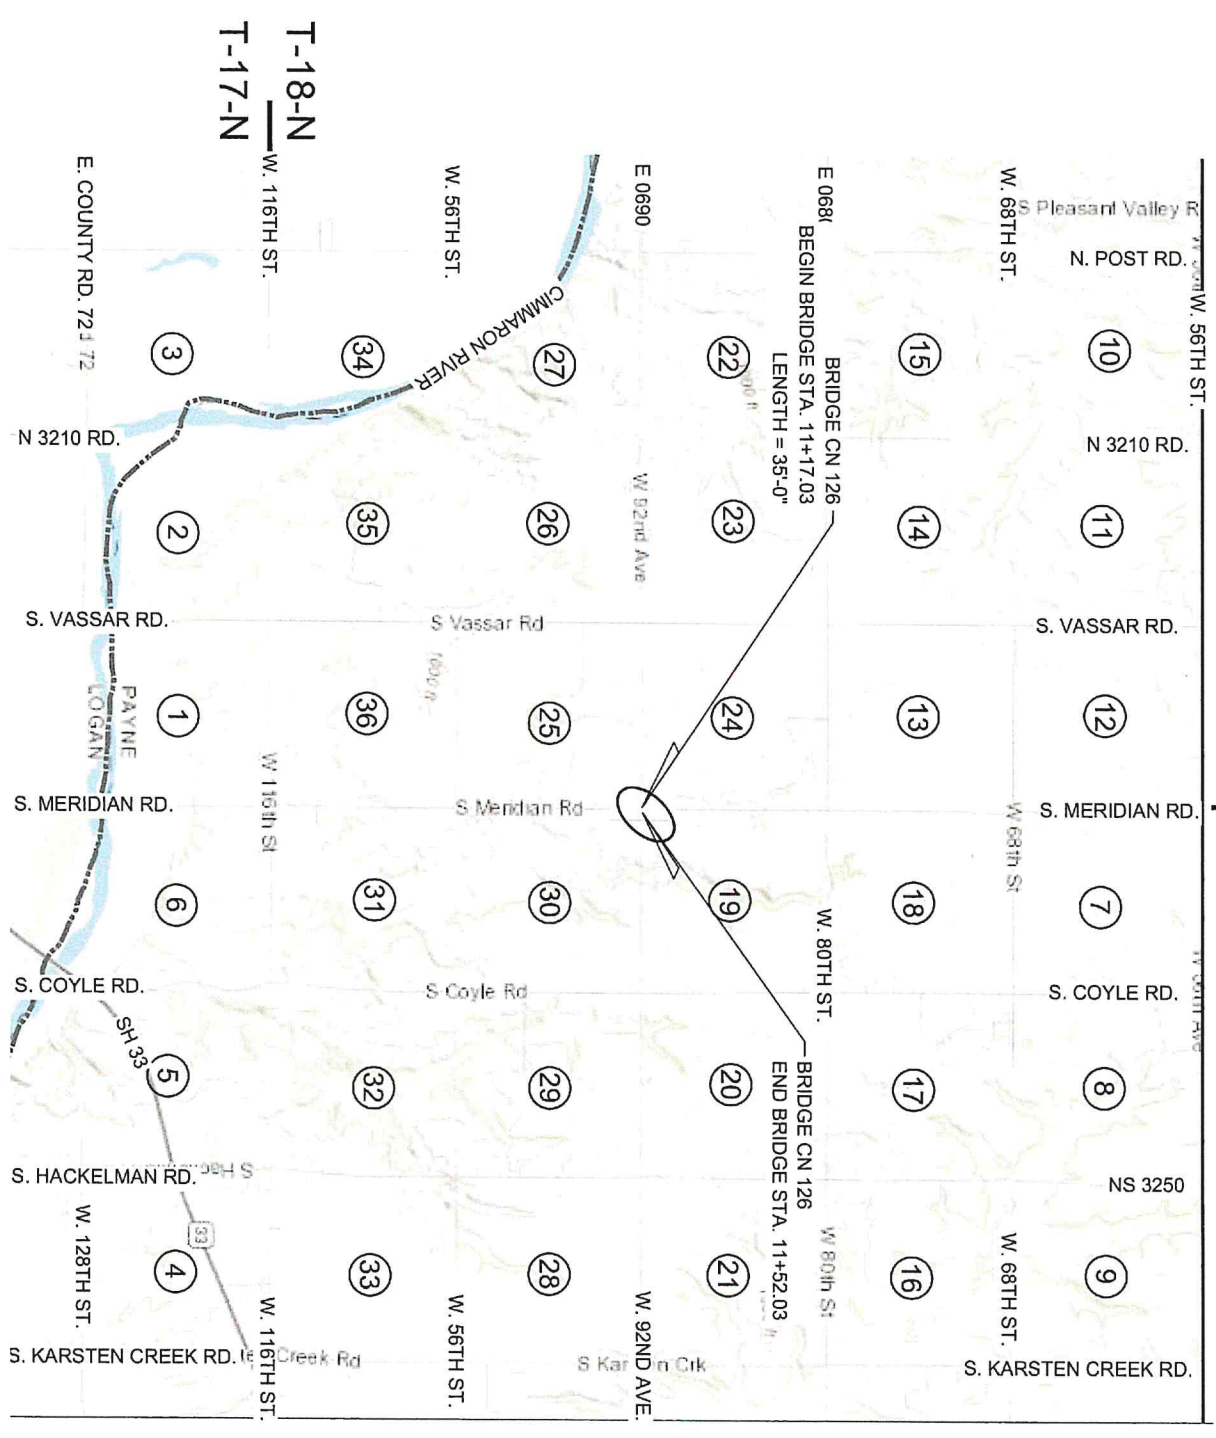 T-18-N
T-17-N
W. 56TH ST.
S Pleasant Valley R
N. POST RD.
W. 68TH ST.
E 068(
E 0690
W. 56TH ST.
W. 116TH ST.
E. COUNTY RD. 72
1 72
10
15
22
27
34
3
CIMMARON RIVER
BRIDGE CN 126
BEGIN BRIDGE STA. 11+17.03
LENGTH = 35'-0"
N 3210 RD.
N 3210 RD.
W 92nd Ave
11
14
23
26
35
2
S. VASSAR RD.
S Vassar Rd
S. VASSAR RD.
1000 ft
12
13
24
25
36
1
PAYNE
LOGAN
S. MERIDIAN RD.
S Meridian Rd
S. MERIDIAN RD.
W 68th St
W 116th St
7
18
19
30
31
6
W. 80TH ST.
S. COYLE RD.
S Coyle Rd
S. COYLE RD.
SH 33
8
17
20
29
32
5
BRIDGE CN 126
END BRIDGE STA. 11+52.03
NS 3250
S. HACKELMAN RD.
W 80th St
33
9
16
21
28
33
4
W. 68TH ST.
W. 92ND AVE.
W. 56TH ST.
W. 116TH ST.
W. 128TH ST.
S. KARSTEN CREEK RD.
S Kar n Crk
Creek Rd
S. KARSTEN CREEK RD.